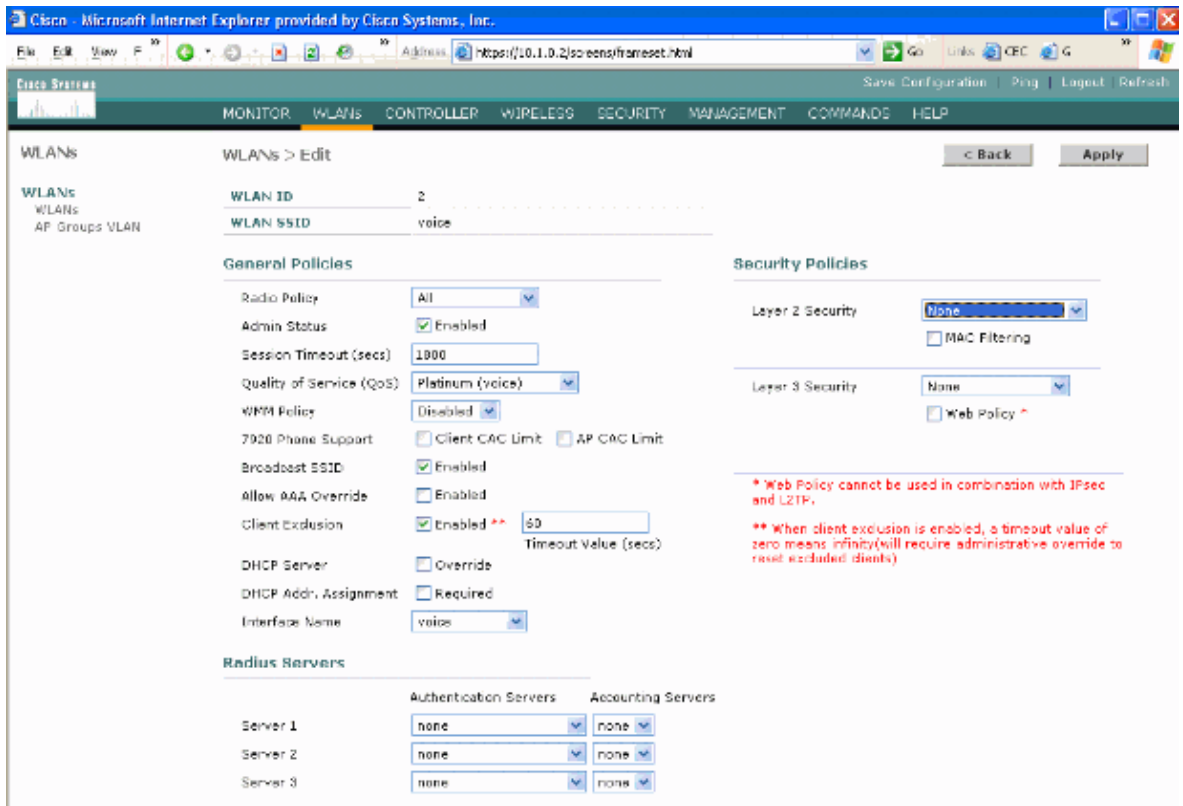 Cisco - Microsoft Internet Explorer provided by Cisco Systems, Inc.
File Edit View F » Address https://10.1.0.2/screens/frameset.html Go Links CEC G »
Cisco Systems
Save Configuration | Ping | Logout | Refresh
MONITOR WLANs CONTROLLER WIRELESS SECURITY MANAGEMENT COMMANDS HELP
WLANs
WLANs > Edit
< Back
Apply
WLANs
WLANs
AP Groups VLAN
WLAN ID 2
WLAN SSID voice
General Policies
Radio Policy All
Admin Status Enabled
Session Timeout (secs) 1800
Quality of Service (QoS) Platinum (voice)
WMM Policy Disabled
7920 Phone Support Client CAC Limit AP CAC Limit
Broadcast SSID Enabled
Allow AAA Override Enabled
Client Exclusion Enabled ** 60
Timeout Value (secs)
DHCP Server Override
DHCP Addr. Assignment Required
Interface Name voice
Security Policies
Layer 2 Security None
MAC Filtering
Layer 3 Security None
Web Policy *
* Web Policy cannot be used in combination with IPsec
and L2TP.
** When client exclusion is enabled, a timeout value of
zero means infinity(will require administrative override to
reset excluded clients)
Radius Servers
Authentication Servers Accounting Servers
Server 1 none none
Server 2 none none
Server 3 none none